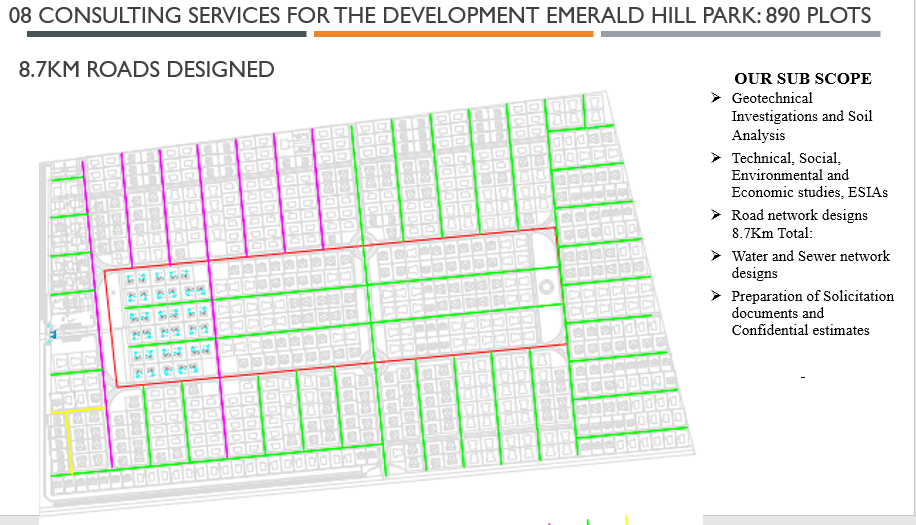 08 CONSULTING SERVICES FOR THE DEVELOPMENT EMERALD HILL PARK: 890 PLOTS
8.7KM ROADS DESIGNED
OUR SUB SCOPE
➢ Geotechnical
Investigations and Soil
Analysis
➢ Technical, Social,
Environmental and
Economic studies, ESIAs
➢ Road network designs
8.7Km Total:
➢ Water and Sewer network
designs
➢ Preparation of Solicitation
documents and
Confidential estimates
-